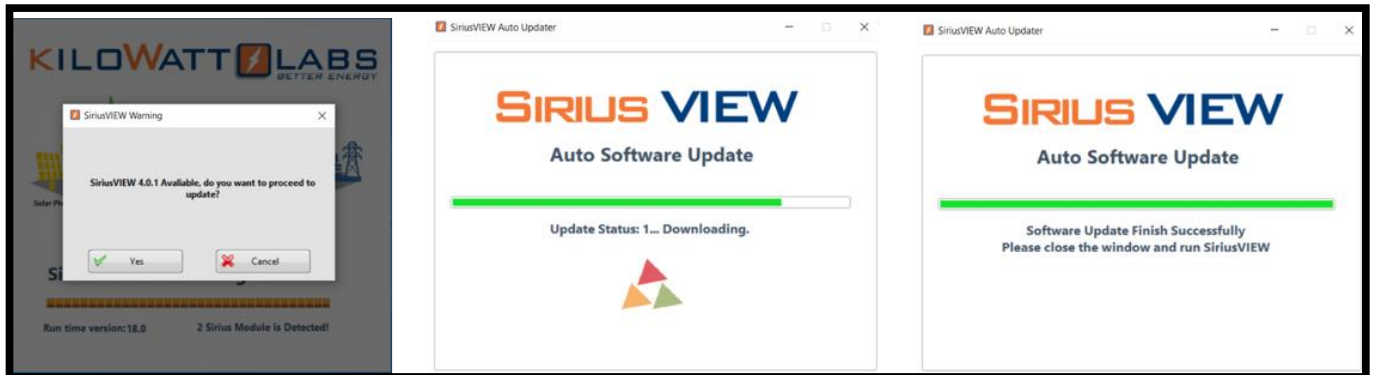 KILOWATT LABS
BETTER ENERGY
SiriusVIEW Warning
SiriusVIEW 4.0.1 Avaliable, do you want to proceed to
update?
Yes
Cancel
Solar Ph
Si
Run time version:18.0
2 Sirius Module is Detected!
SiriusVIEW Auto Updater
SIRIUS VIEW
Auto Software Update
Update Status: 1... Downloading.
SiriusVIEW Auto Updater
SIRIUS VIEW
Auto Software Update
Software Update Finish Successfully
Please close the window and run SiriusVIEW